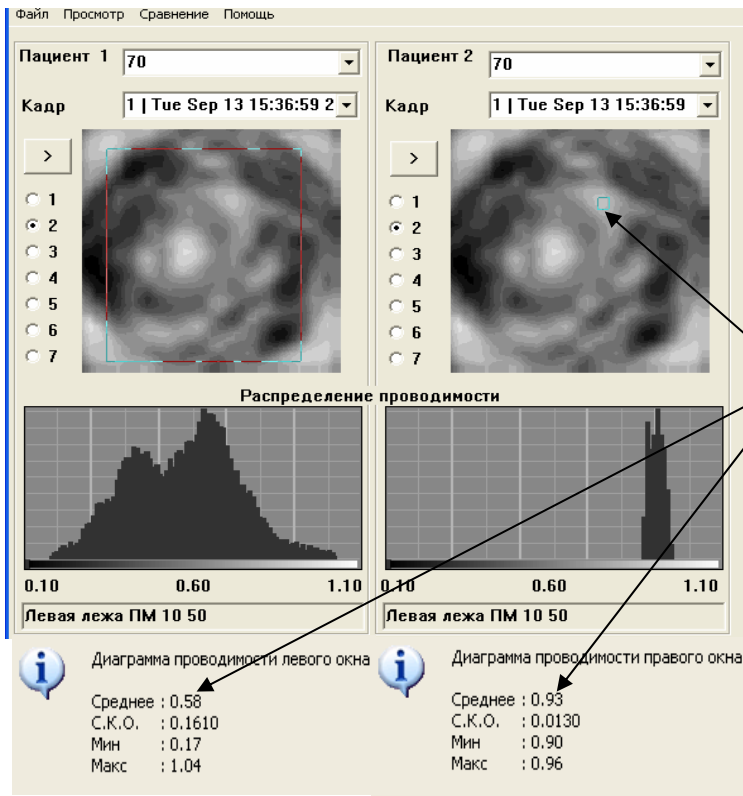 Файл Просмотр Сравнение Помощь
Пациент 1 70
Кадр 1 | Tue Sep 13 15:36:59 2
>
1
2
3
4
5
6
7
Пациент 2 70
Кадр 1 | Tue Sep 13 15:36:59
>
1
2
3
4
5
6
7
Распределение проводимости
0.10 0.60 1.10
0.10 0.60 1.10
Левая лежа ПМ 10 50
Левая лежа ПМ 10 50
Диаграмма проводимости левого окна
Среднее : 0.58
С.К.О. : 0.1610
Мин : 0.17
Макс : 1.04
Диаграмма проводимости правого окна
Среднее : 0.93
С.К.О. : 0.0130
Мин : 0.90
Макс : 0.96